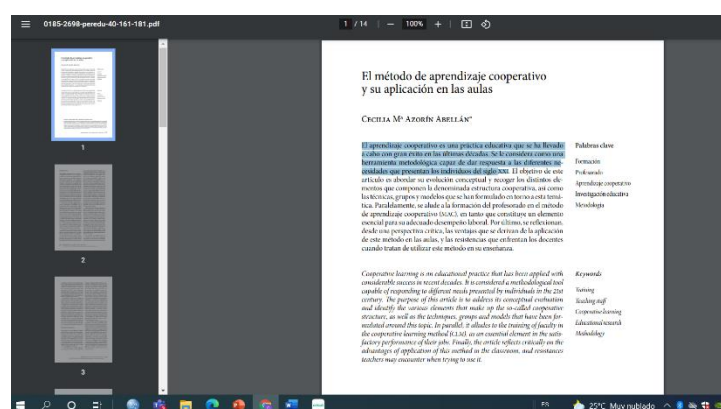 0185-2698-peredu-40-161-181.pdf
1 / 14
100%
1
2
3
El método de aprendizaje cooperativo
y su aplicación en las aulas
Cecilia Mª Azorín Abellán*
El aprendizaje cooperativo es una práctica educativa que se ha llevado
a cabo con gran éxito en las últimas décadas. Se le considera como una
herramienta metodológica capaz de dar respuesta a las diferentes ne-
cesidades que presentan los individuos del siglo XXI. El objetivo de este
artículo es abordar su evolución conceptual y recoger los distintos ele-
mentos que componen la denominada estructura cooperativa, así como
las técnicas, grupos y modelos que se han formulado en torno a esta temá-
tica. Paralelamente, se alude a la formación del profesorado en el método
de aprendizaje cooperativo (MAC), en tanto que constituye un elemento
esencial para su adecuado desempeño laboral. Por último, se reflexionan,
desde una perspectiva crítica, las ventajas que se derivan de la aplicación
de este método en las aulas, y las resistencias que enfrentan los docentes
cuando tratan de utilizar este método en su enseñanza.
Palabras clave
Formación
Profesorado
Aprendizaje cooperativo
Investigación educativa
Metodología
Cooperative learning is an educational practice that has been applied with
considerable success in recent decades. It is considered a methodological tool
capable of responding to different needs presented by individuals in the 21st
century. The purpose of this article is to address its conceptual evaluation
and identify the various elements that make up the so-called cooperative
structure, as well as the techniques, groups and models that have been for-
mulated around this topic. In parallel, it alludes to the training of faculty in
the cooperative learning method (CLM), as an essential element in the satis-
factory performance of their jobs. Finally, the article reflects critically on the
advantages of application of this method in the classroom, and resistances
teachers may encounter when trying to use it.
Keywords
Training
Teaching staff
Cooperative learning
Educational research
Methodology
25°C Muy nublado